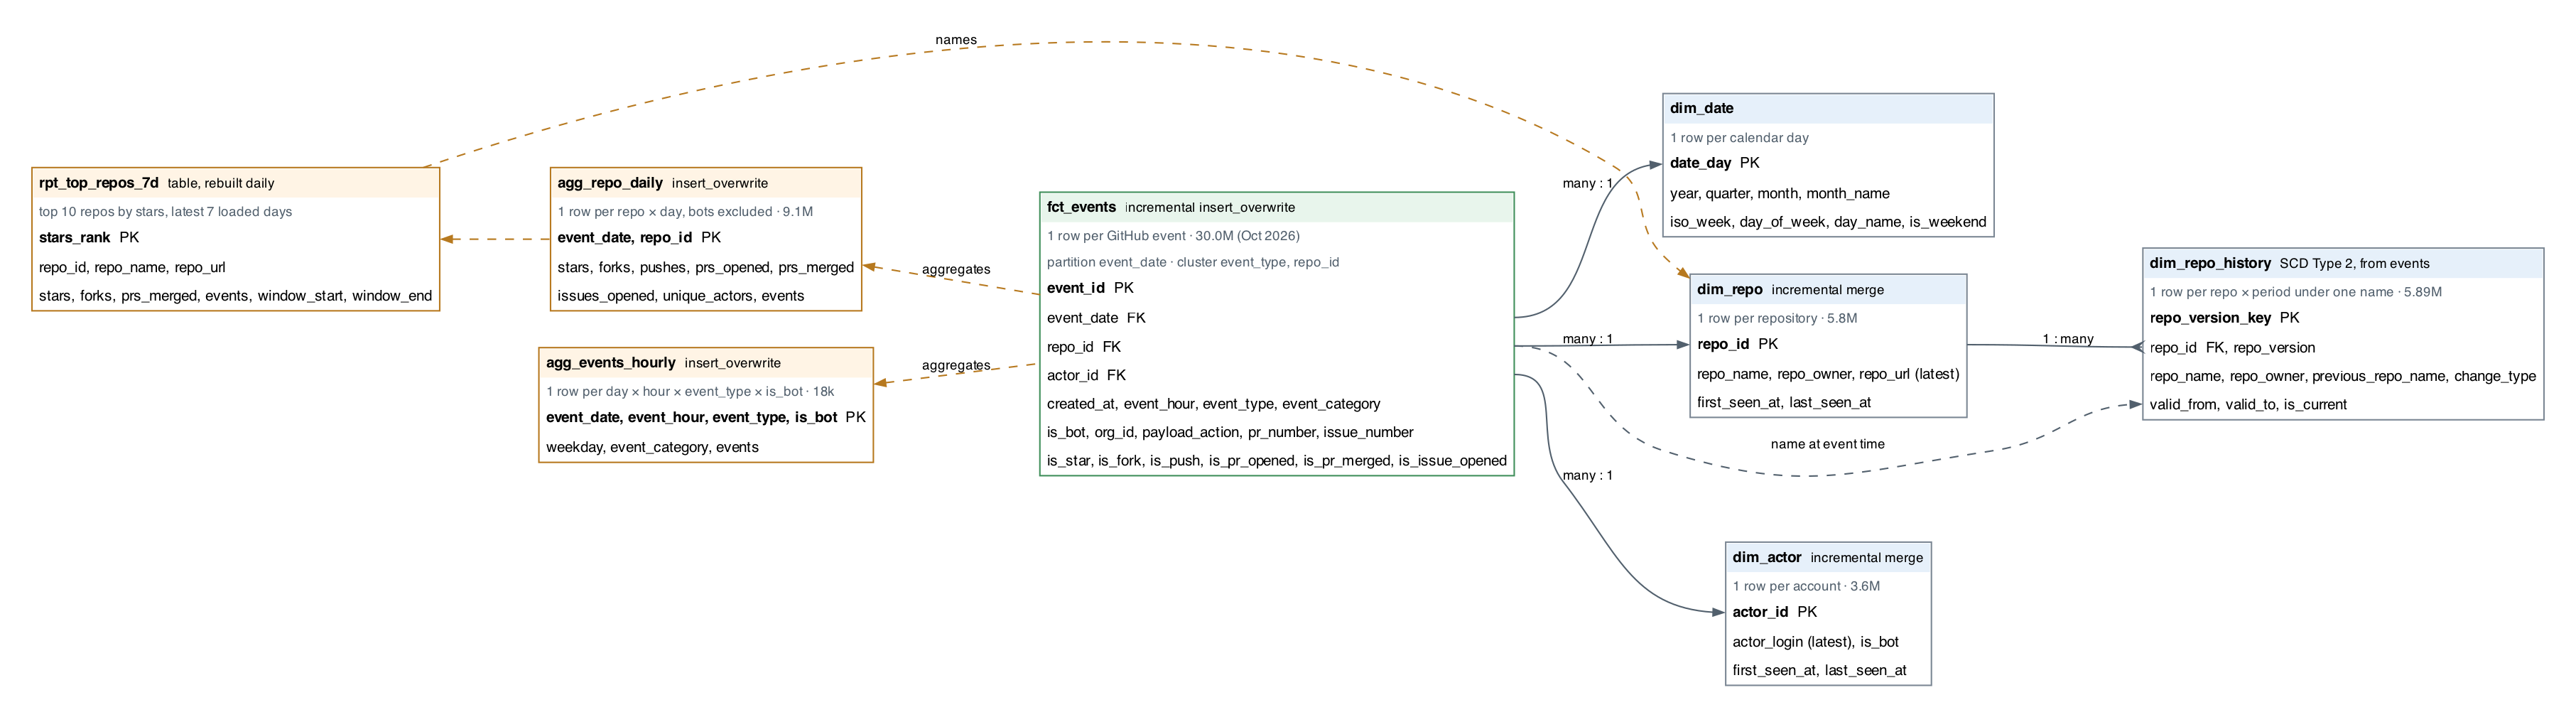 names
rpt_top_repos_7d table, rebuilt daily
top 10 repos by stars, latest 7 loaded days
stars_rank PK
repo_id, repo_name, repo_url
stars, forks, prs_merged, events, window_start, window_end
agg_repo_daily insert_overwrite
1 row per repo × day, bots excluded · 9.1M
event_date, repo_id PK
stars, forks, pushes, prs_opened, prs_merged
issues_opened, unique_actors, events
agg_events_hourly insert_overwrite
1 row per day × hour × event_type × is_bot · 18k
event_date, event_hour, event_type, is_bot PK
weekday, event_category, events
aggregates
aggregates
fct_events incremental insert_overwrite
1 row per GitHub event · 30.0M (Oct 2026)
partition event_date · cluster event_type, repo_id
event_id PK
event_date FK
repo_id FK
actor_id FK
created_at, event_hour, event_type, event_category
is_bot, org_id, payload_action, pr_number, issue_number
is_star, is_fork, is_push, is_pr_opened, is_pr_merged, is_issue_opened
many : 1
many : 1
many : 1
dim_date
1 row per calendar day
date_day PK
year, quarter, month, month_name
iso_week, day_of_week, day_name, is_weekend
dim_repo incremental merge
1 row per repository · 5.8M
repo_id PK
repo_name, repo_owner, repo_url (latest)
first_seen_at, last_seen_at
1 : many
name at event time
dim_repo_history SCD Type 2, from events
1 row per repo × period under one name · 5.89M
repo_version_key PK
repo_id FK, repo_version
repo_name, repo_owner, previous_repo_name, change_type
valid_from, valid_to, is_current
dim_actor incremental merge
1 row per account · 3.6M
actor_id PK
actor_login (latest), is_bot
first_seen_at, last_seen_at